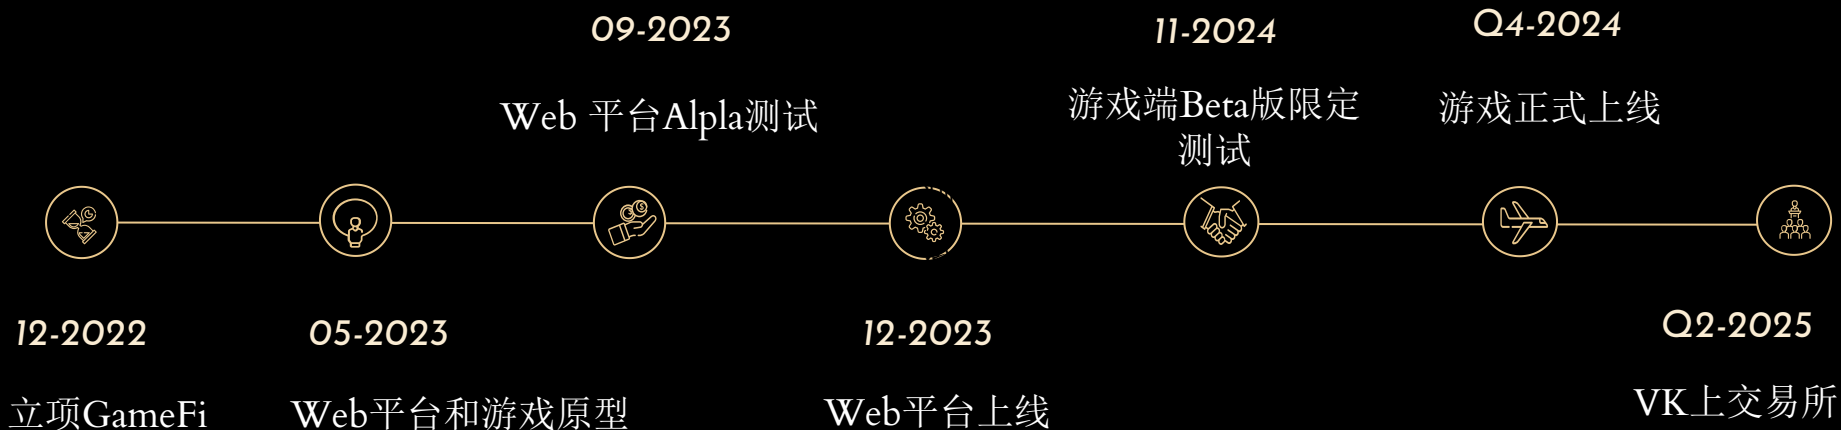 09-2023
Web 平台Alpla测试
11-2024
游戏端Beta版限定
测试
Q4-2024
游戏正式上线
12-2022
立项GameFi
05-2023
Web平台和游戏原型
12-2023
Web平台上线
Q2-2025
VK上交易所